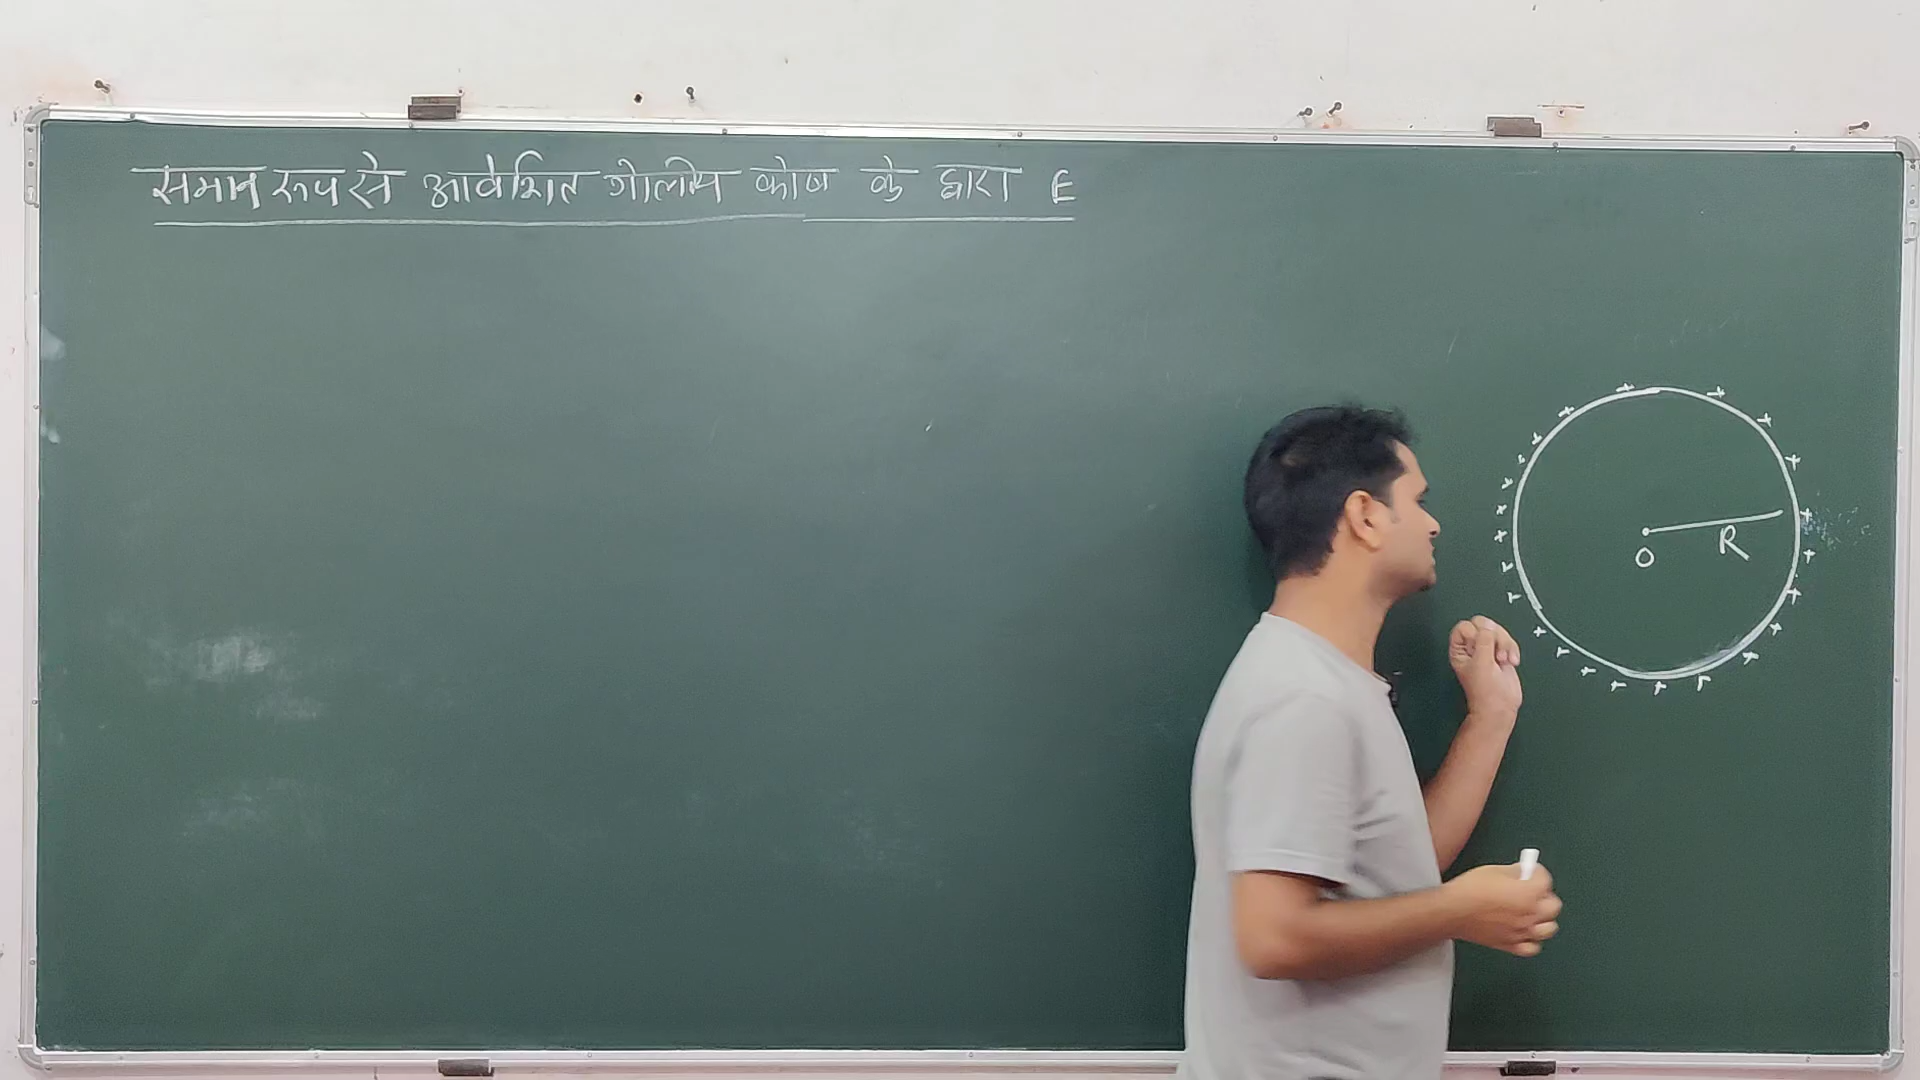 समान रूप से आवेशित गोलीय कोष के द्वारा E
R
O